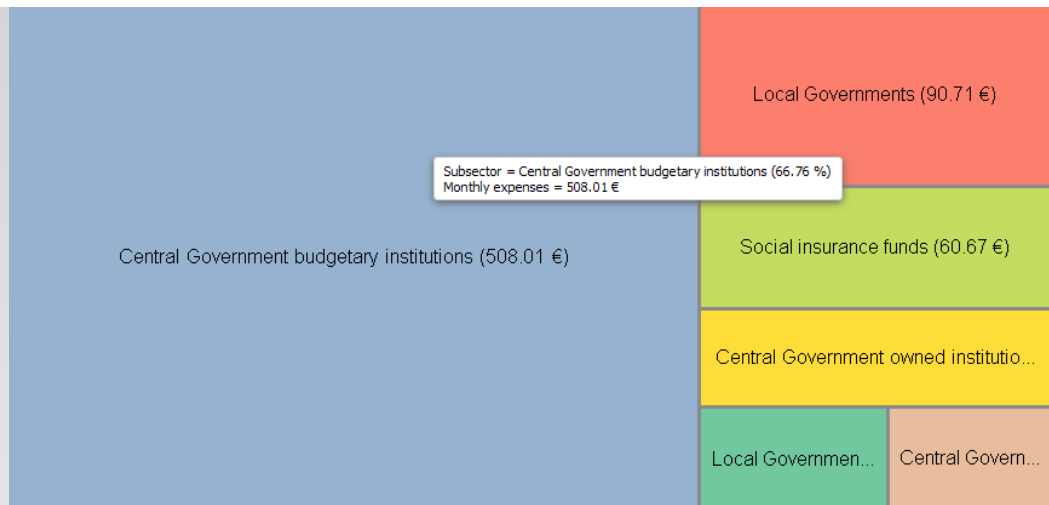 Local Governments (90.71 €)
Subsector = Central Government budgetary institutions (66.76 %)
Monthly expenses = 508.01 €
Central Government budgetary institutions (508.01 €)
Social insurance funds (60.67 €)
Central Government owned institutio...
Local Governmen...
Central Govern...